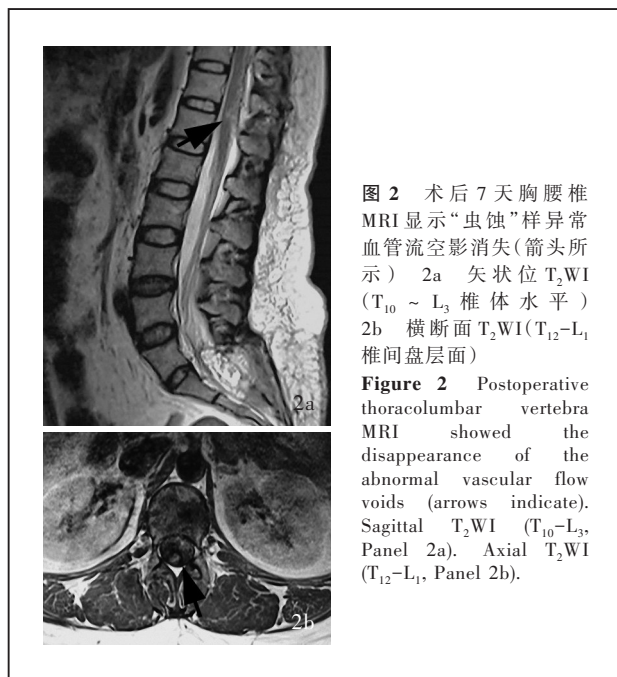 2a
2b
图 2 术后 7 天胸腰椎
MRI 显示“虫蚀”样异常
血管流空影消失(箭头所
示) 2a 矢状位 T₂WI
(T₁₀ ~ L₃ 椎体水平)
2b 横断面 T₂WI(T₁₂-L₁
椎间盘层面)
Figure 2 Postoperative
thoracolumbar vertebra
MRI showed the
disappearance of the
abnormal vascular flow
voids (arrows indicate).
Sagittal T₂WI (T₁₀-L₃,
Panel 2a). Axial T₂WI
(T₁₂-L₁, Panel 2b).